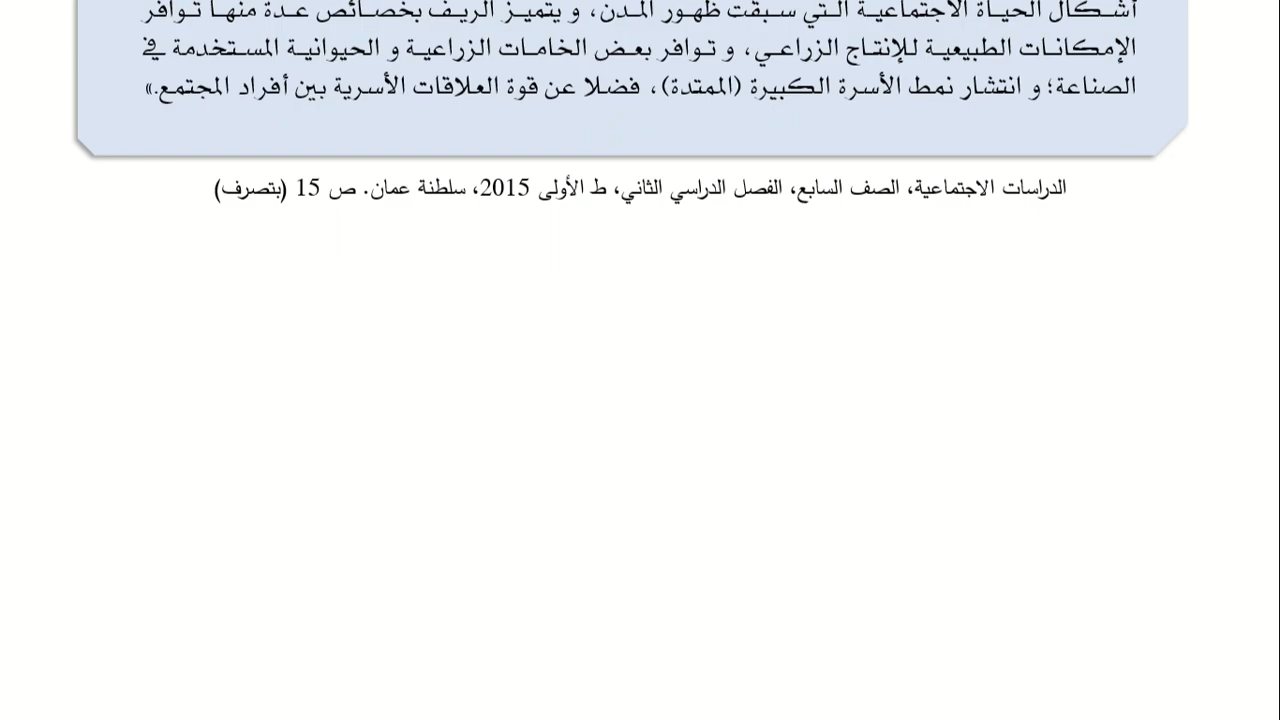 أشكال الحياة الاجتماعية التي سبقت ظهور المدن، و يتميز الريف بخصائص عدة منها توافر
الإمكانات الطبيعية للإنتاج الزراعي، و توافر بعض الخامات الزراعية و الحيوانية المستخدمة في
الصناعة؛ و انتشار نمط الأسرة الكبيرة (الممتدة)، فضلا عن قوة العلاقات الأسرية بين أفراد المجتمع.»
الدراسات الاجتماعية، الصف السابع، الفصل الدراسي الثاني، ط الأولى 2015، سلطنة عمان. ص 15 (بتصرف)